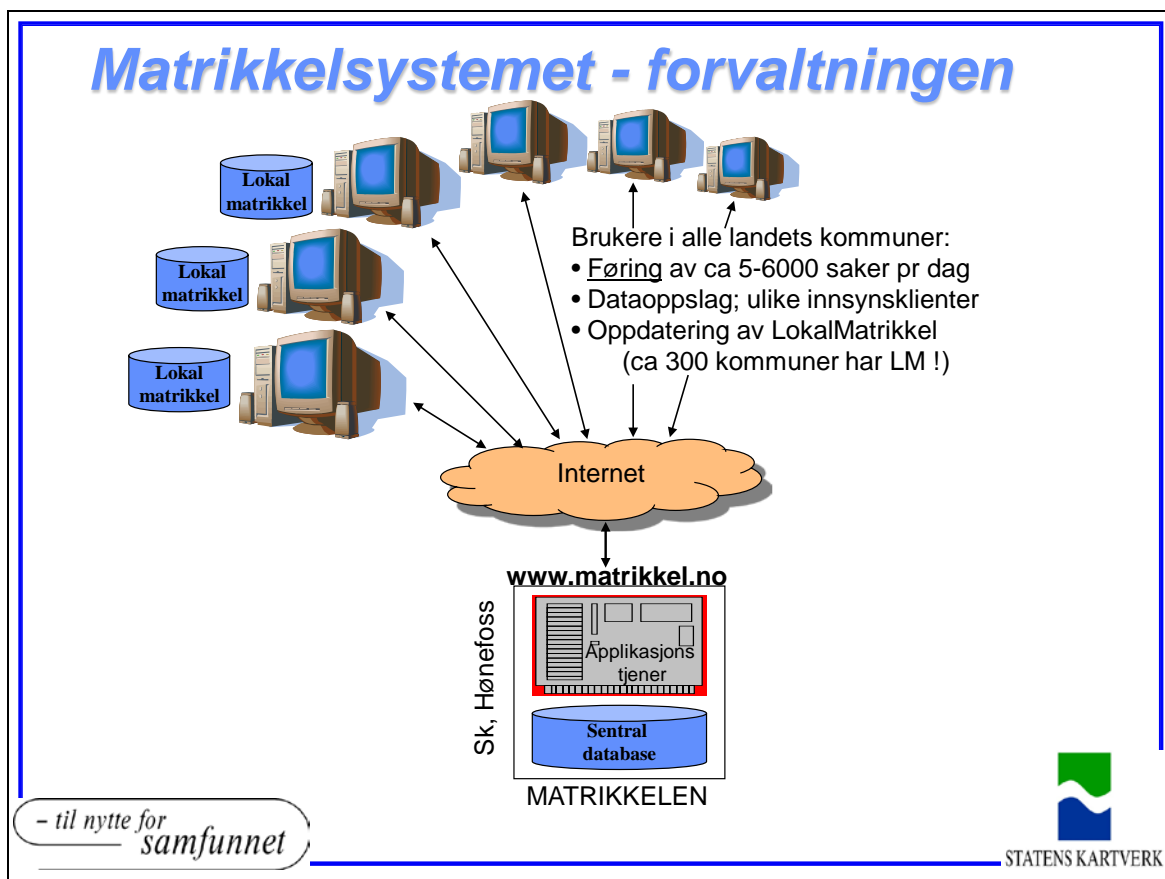 Matrikkelsystemet - forvaltningen
Lokal
matrikkel
Lokal
matrikkel
Lokal
matrikkel
Brukere i alle landets kommuner:
• Føring av ca 5-6000 saker pr dag
• Dataoppslag; ulike innsynsklienter
• Oppdatering av LokalMatrikkel
(ca 300 kommuner har LM !)
Internet
www.matrikkel.no
Sk, Hønefoss
Applikasjons
tjener
Sentral
database
MATRIKKELEN
- til nytte for
samfunnet
STATENS KARTVERK